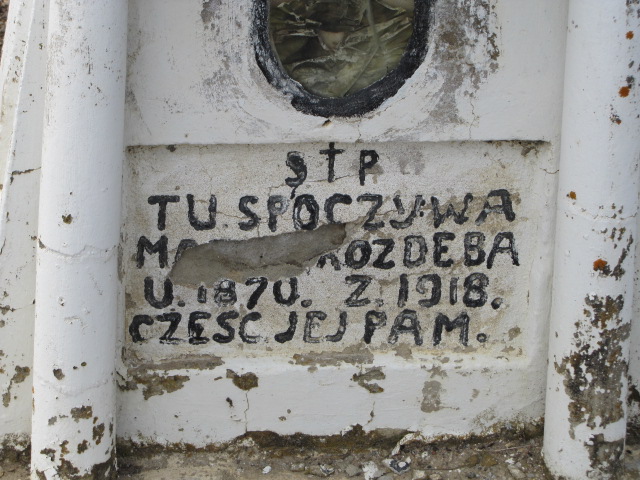 Ś † P
TU SPOCZYWA
U. 1870. Z. 1918.
CZESC JEJ PAM.